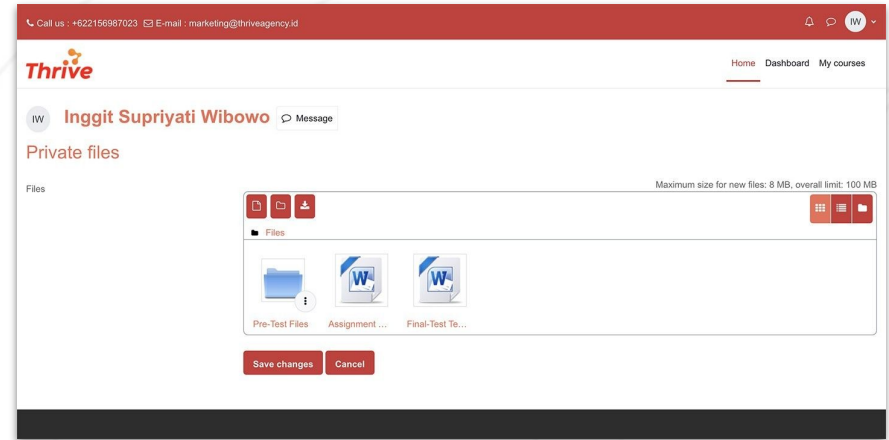 Call us : +622156987023 E-mail : marketing@thriveagency.id
IW
Thrive
Home Dashboard My courses
IW Inggit Supriyati Wibowo Message
Private files
Files
Maximum size for new files: 8 MB, overall limit: 100 MB
Files
W W
Pre-Test Files Assignment ... Final-Test Te...
Save changes Cancel